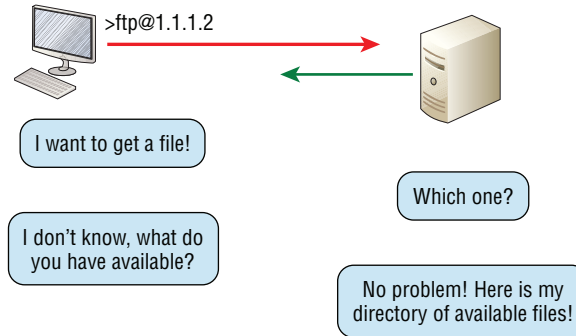 >ftp@1.1.1.2
I want to get a file!
Which one?
I don't know, what do
you have available?
No problem! Here is my
directory of available files!